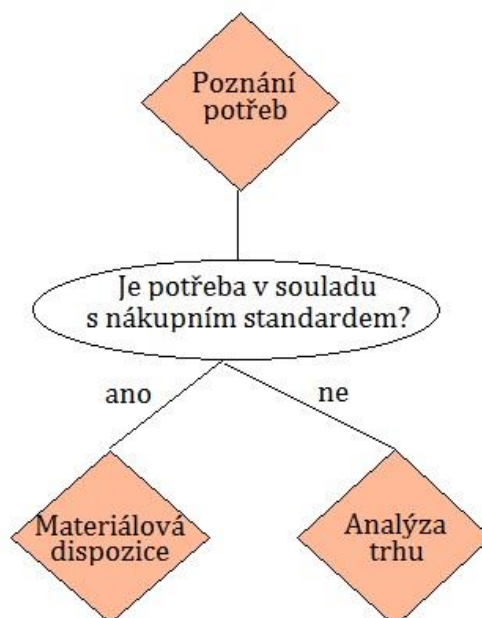 Poznání
potřeb
Je potřeba v souladu
s nákupním standardem?
ano
ne
Materiálová
dispozice
Analýza
trhu